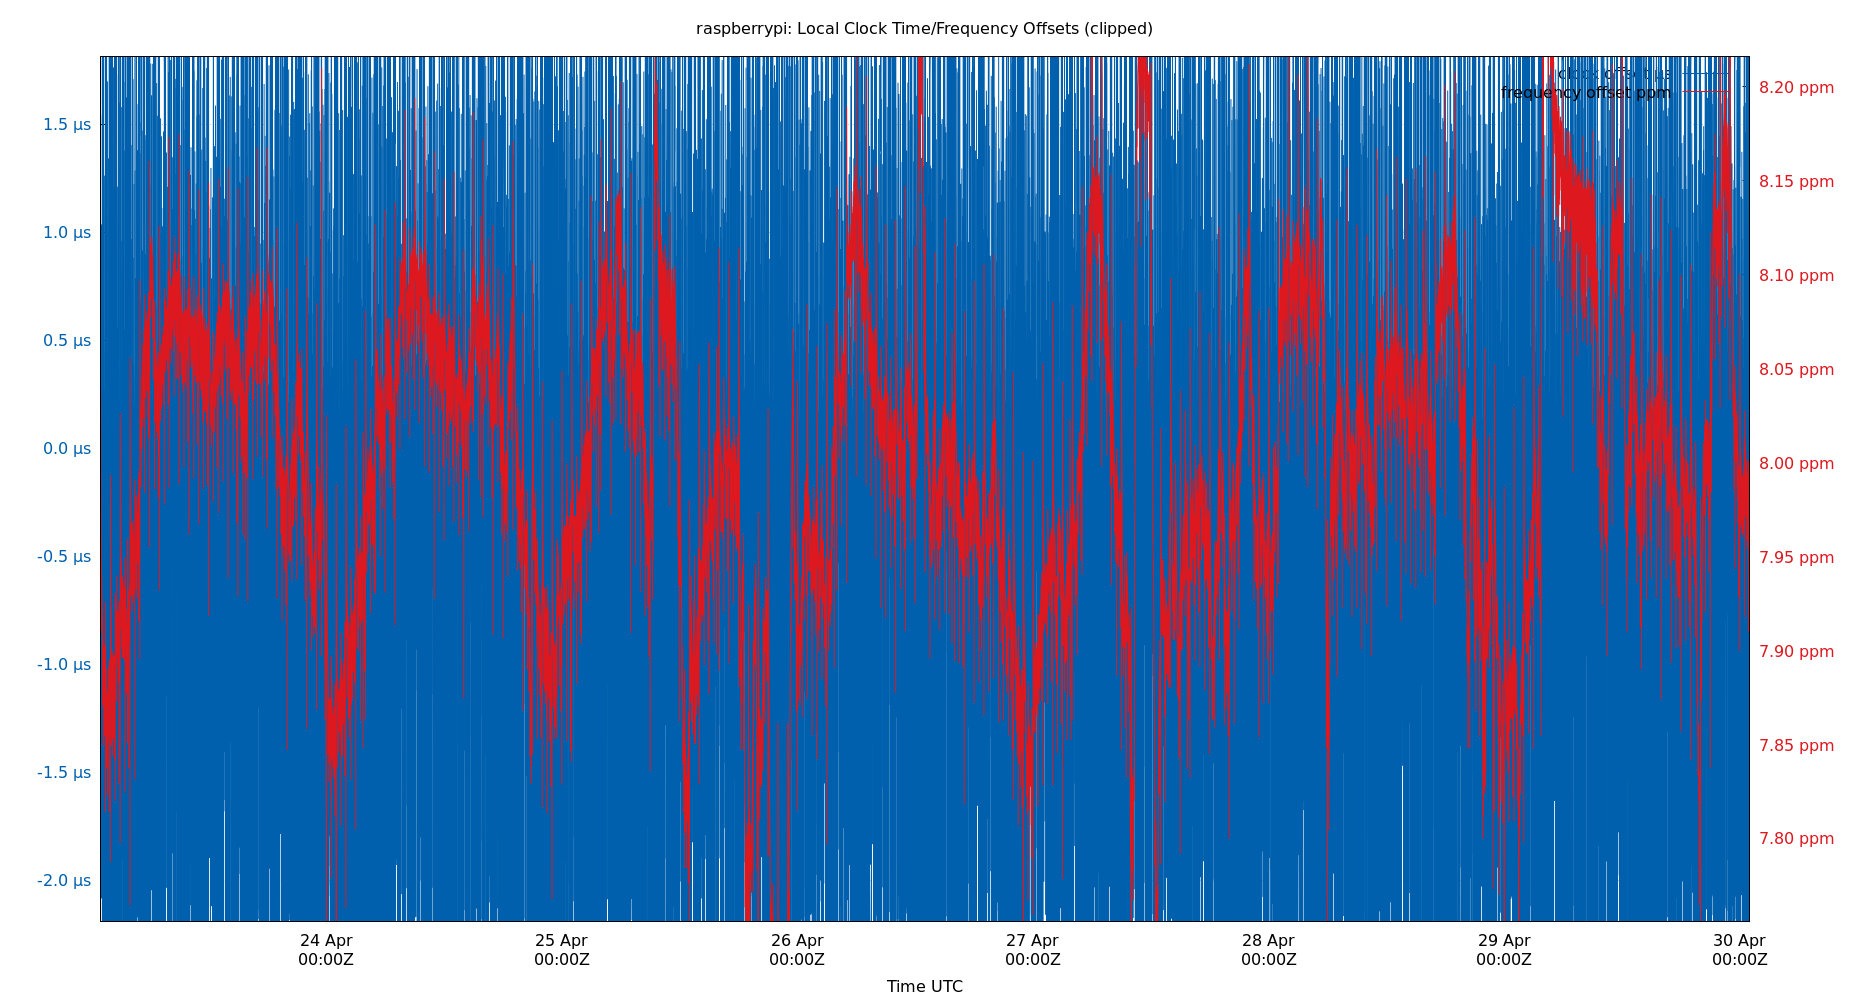 raspberrypi: Local Clock Time/Frequency Offsets (clipped)
clock offset µs
frequency offset ppm
1.5 µs
1.0 µs
0.5 µs
0.0 µs
-0.5 µs
-1.0 µs
-1.5 µs
-2.0 µs
8.20 ppm
8.15 ppm
8.10 ppm
8.05 ppm
8.00 ppm
7.95 ppm
7.90 ppm
7.85 ppm
7.80 ppm
24 Apr
00:00Z
25 Apr
00:00Z
26 Apr
00:00Z
27 Apr
00:00Z
28 Apr
00:00Z
29 Apr
00:00Z
30 Apr
00:00Z
Time UTC